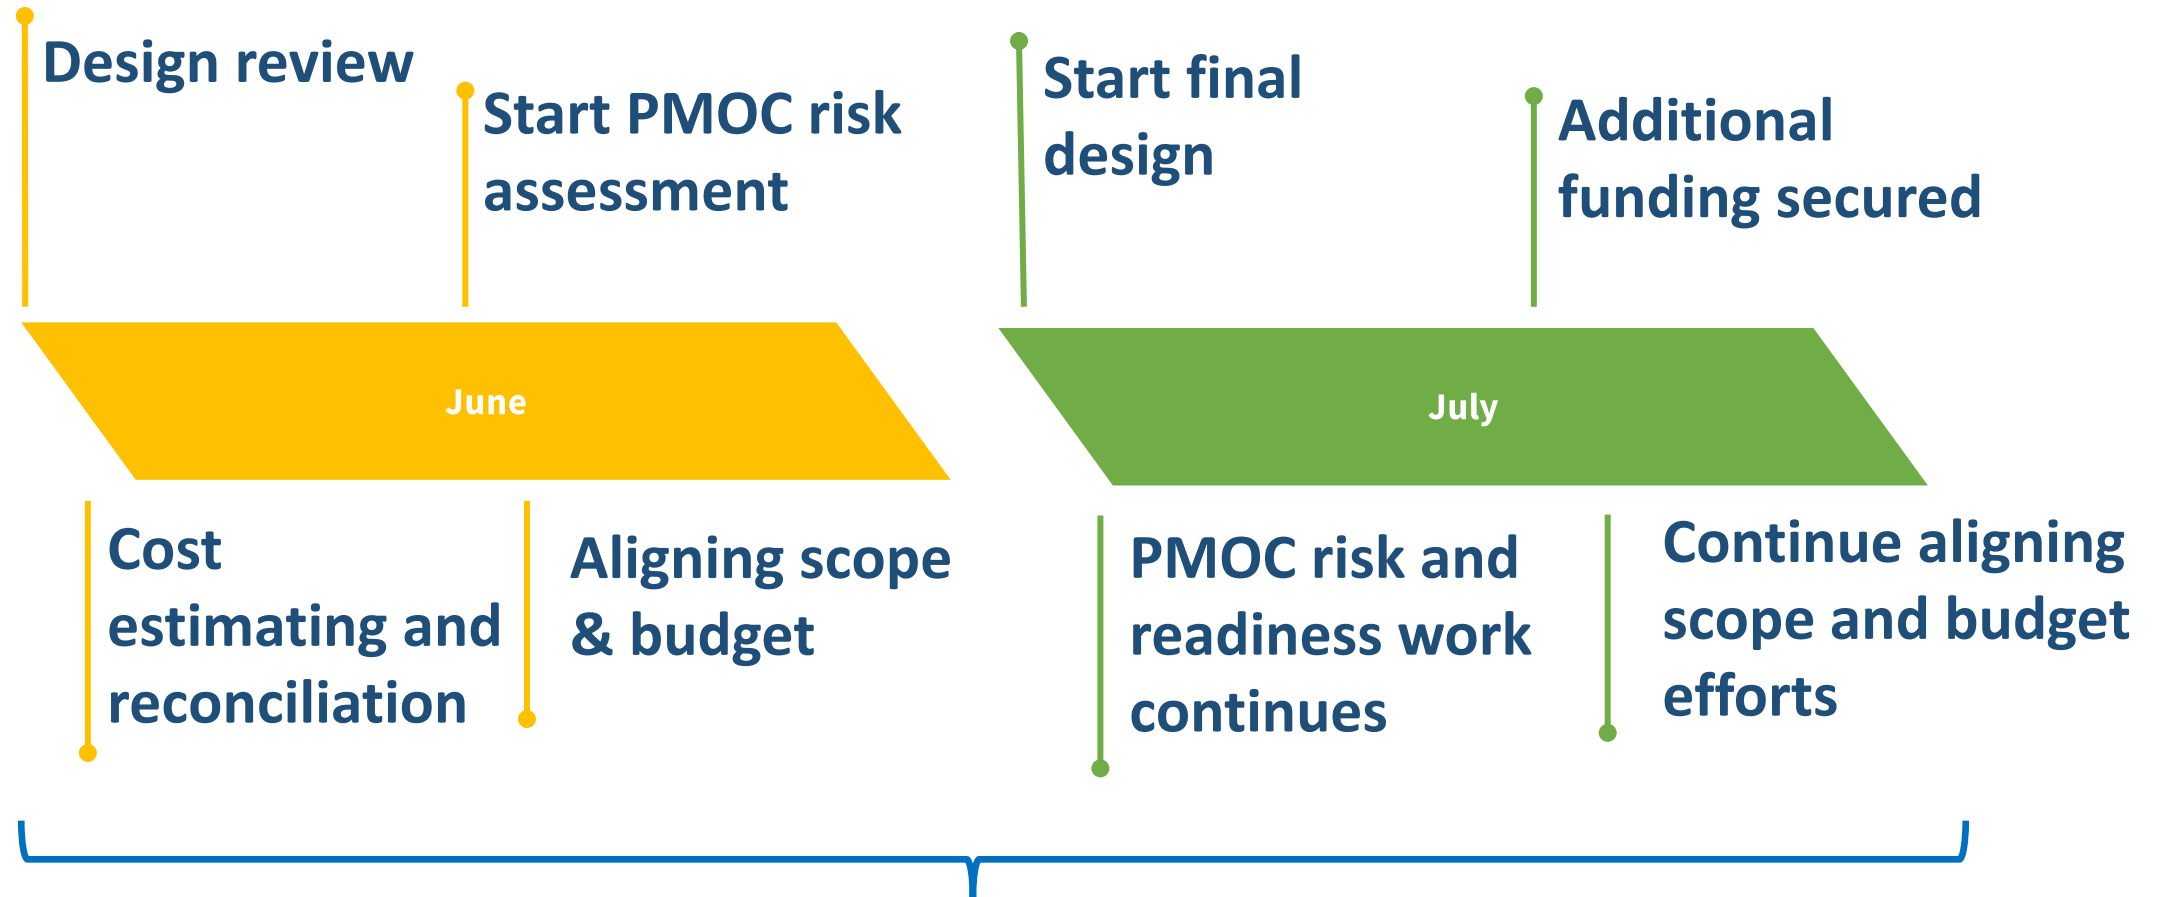 Design review
Start PMOC risk
assessment
Start final
design
Additional
funding secured
June
July
Cost
estimating and
reconciliation
Aligning scope
& budget
PMOC risk and
readiness work
continues
Continue aligning
scope and budget
efforts